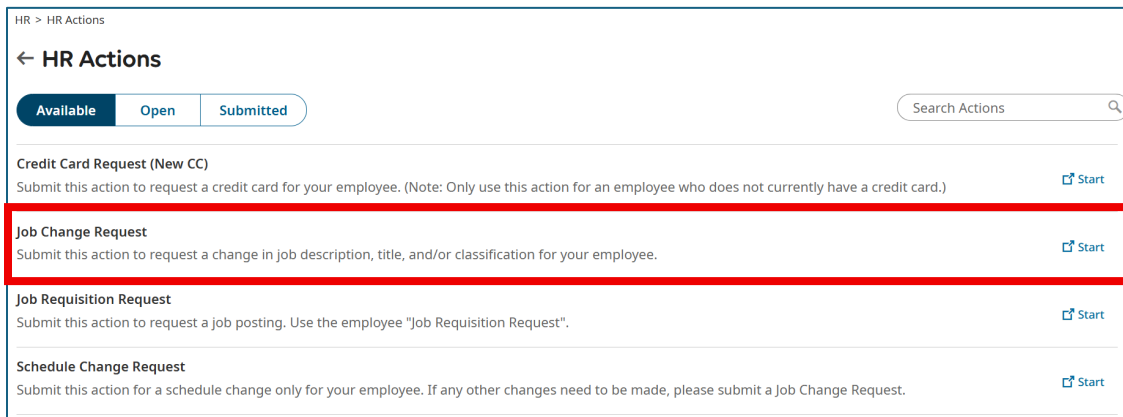 HR > HR Actions
← HR Actions
Available Open Submitted Search Actions
Credit Card Request (New CC)
Submit this action to request a credit card for your employee. (Note: Only use this action for an employee who does not currently have a credit card.) Start
Job Change Request
Submit this action to request a change in job description, title, and/or classification for your employee. Start
Job Requisition Request
Submit this action to request a job posting. Use the employee "Job Requisition Request". Start
Schedule Change Request
Submit this action for a schedule change only for your employee. If any other changes need to be made, please submit a Job Change Request. Start